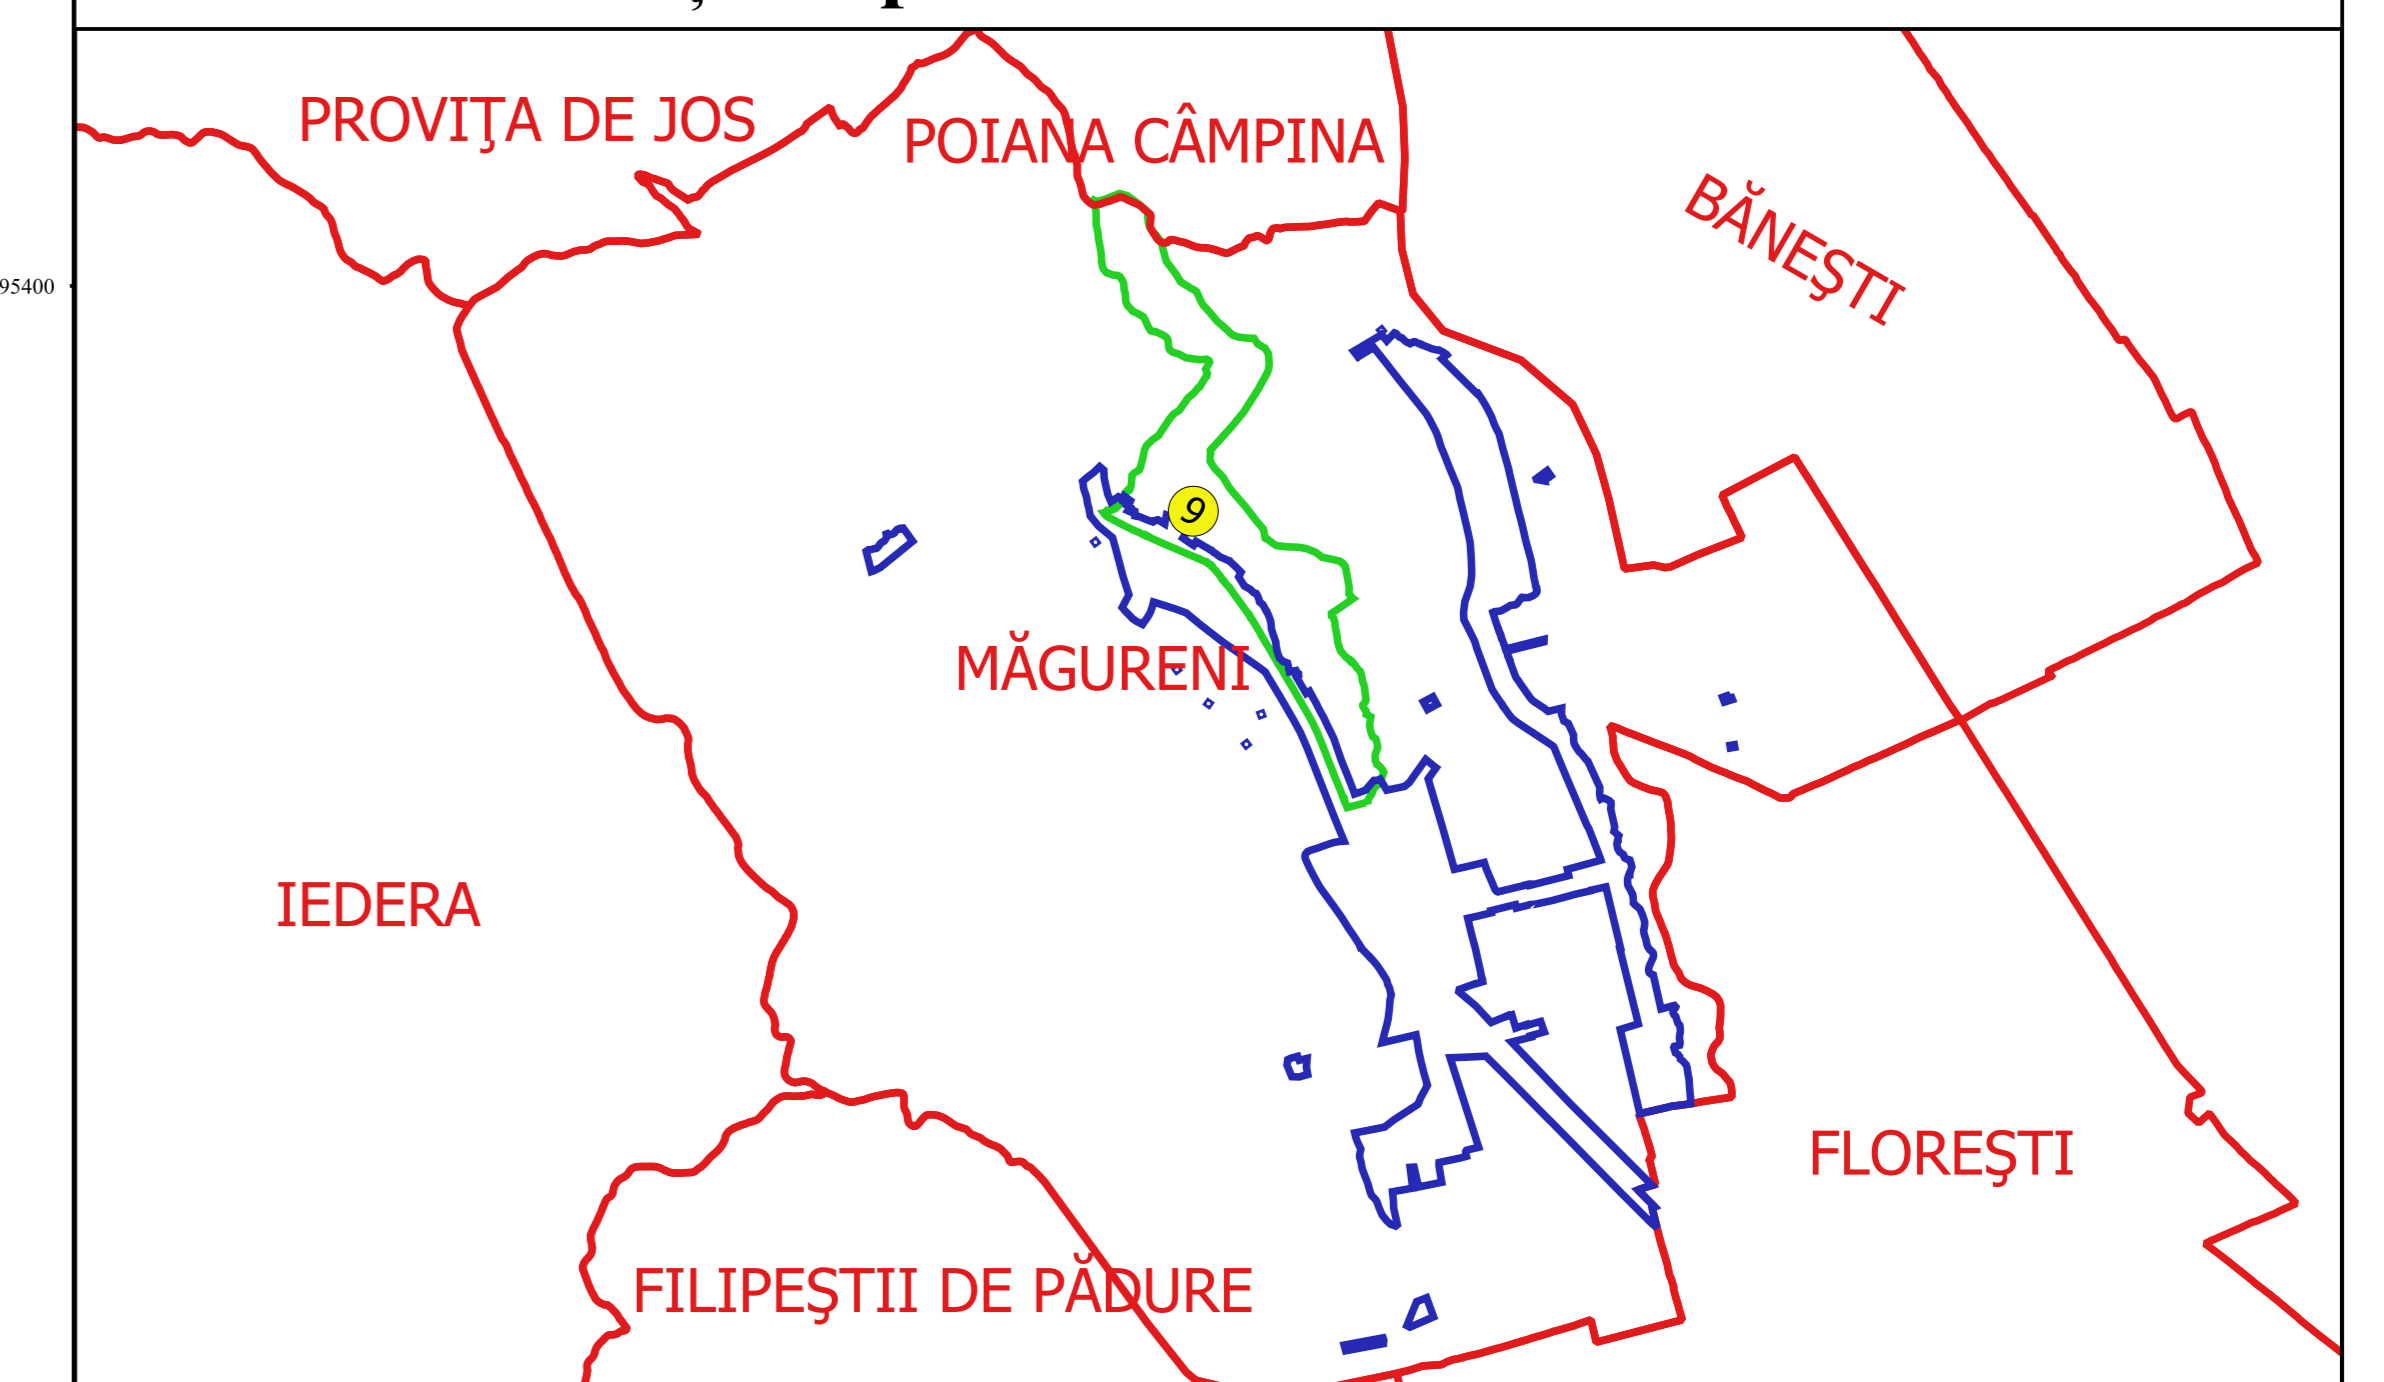 PROVIŢA DE JOS
POIANA CÂMPINA
BĂNEŞTI
95400
9
MĂGURENI
IEDERA
FLOREŞTI
FILIPEŞTII DE PĂDURE